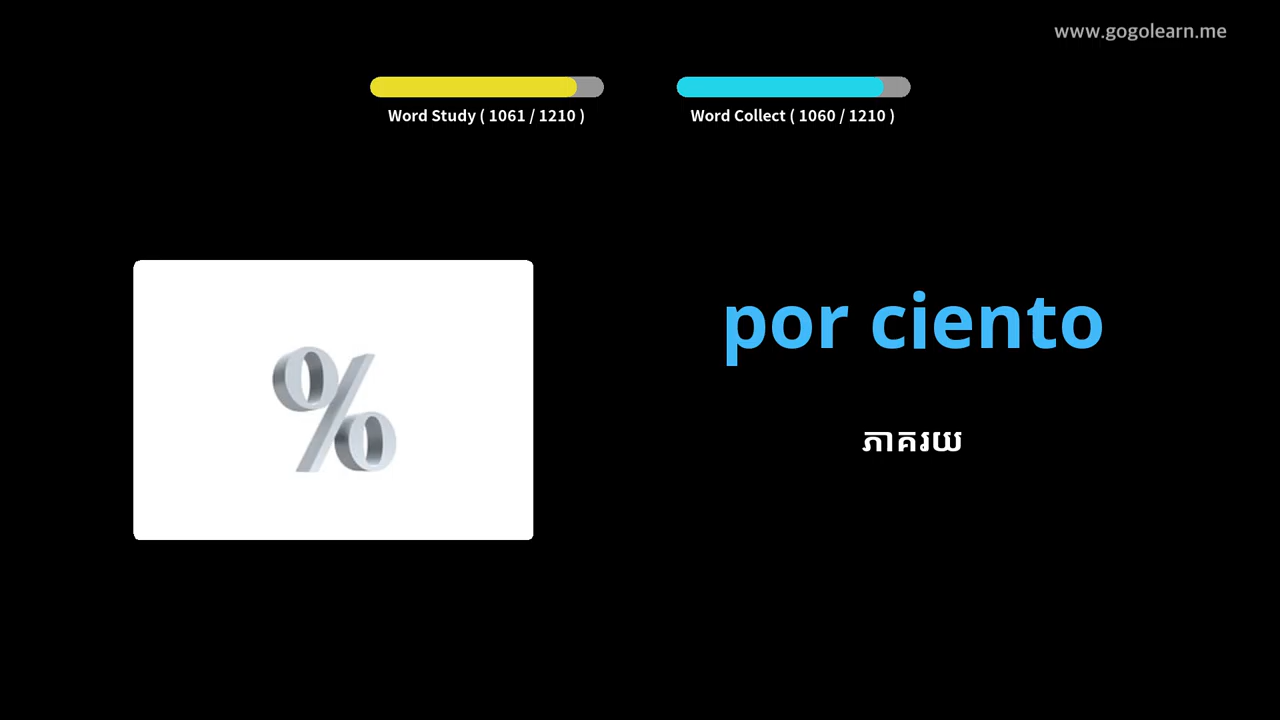 www.gogolearn.me
Word Study ( 1061 / 1210 )
Word Collect ( 1060 / 1210 )
%
por ciento
ភាគរយ